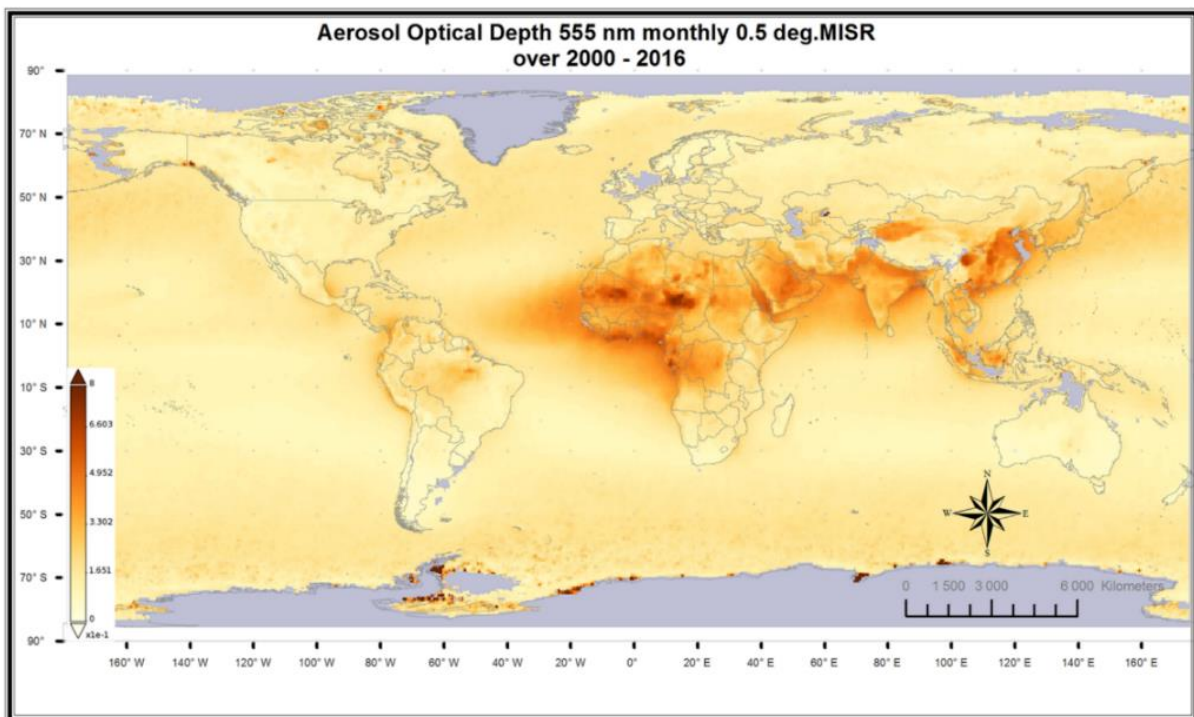 Aerosol Optical Depth 555 nm monthly 0.5 deg.MISR
over 2000 - 2016
90°
70° N
50° N
30° N
10° N
10° S
30° S
50° S
70° S
90°
8
6.603
4.952
3.302
1.651
0
x1e-1
N
W E
S
0 1 500 3 000 6 000 Kilometers
160° W 140° W 120° W 100° W 80° W 60° W 40° W 20° W 0° 20° E 40° E 60° E 80° E 100° E 120° E 140° E 160° E